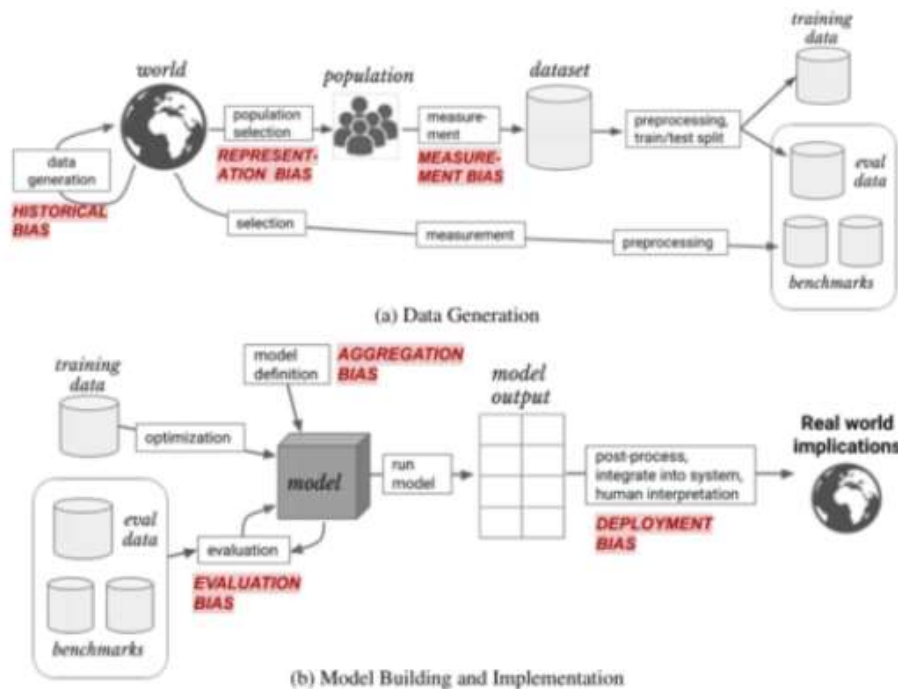 training
data
world
population
dataset
population
selection
measure-
ment
preprocessing,
train/test split
data
generation
REPRESENT-
ATION BIAS
MEASURE-
MENT BIAS
eval
data
HISTORICAL
BIAS
selection
measurement
preprocessing
benchmarks
(a) Data Generation
training
data
model
definition
AGGREGATION
BIAS
model
output
optimization
Real world
implications
model
run
model
post-process,
integrate into system,
human interpretation
eval
data
evaluation
DEPLOYMENT
BIAS
EVALUATION
BIAS
benchmarks
(b) Model Building and Implementation